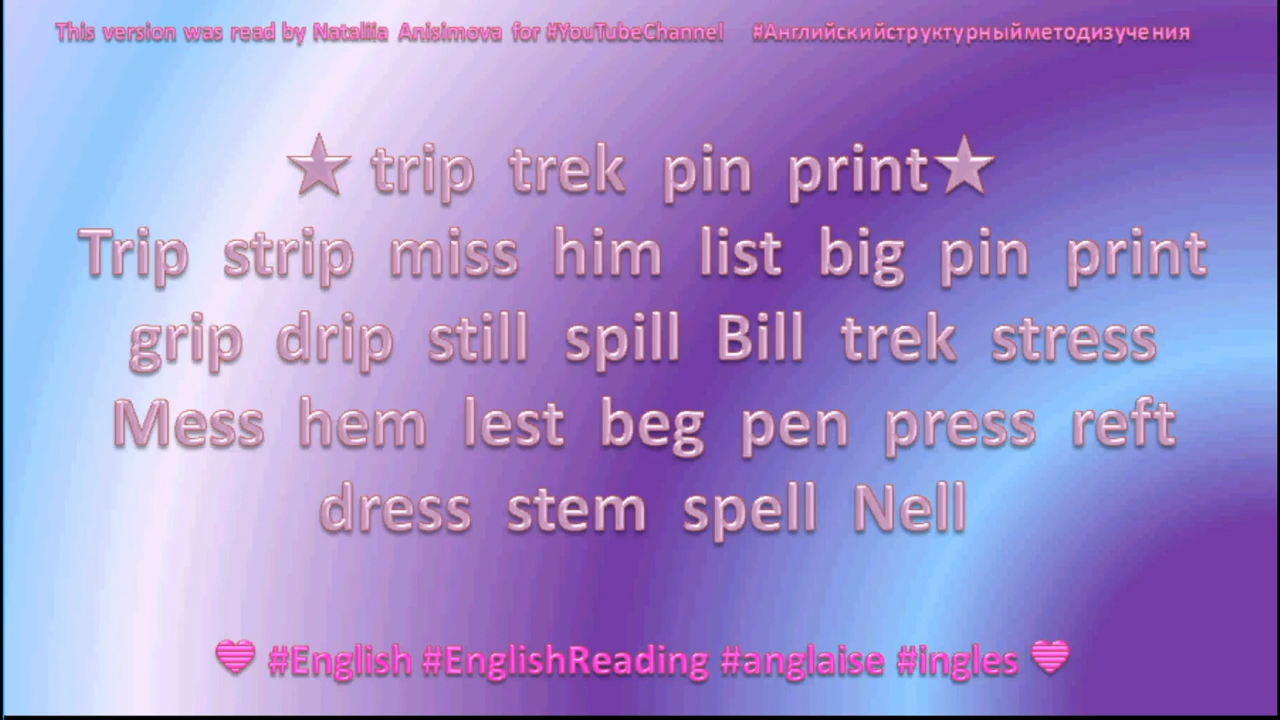 This version was read by Nataliia Anisimova for #YouTubeChannel #Английскийструктурныйметодизучения
★ trip trek pin print★
Trip strip miss him list big pin print
grip drip still spill Bill trek stress
Mess hem lest beg pen press reft
dress stem spell Nell
#English #EnglishReading #anglaise #ingles